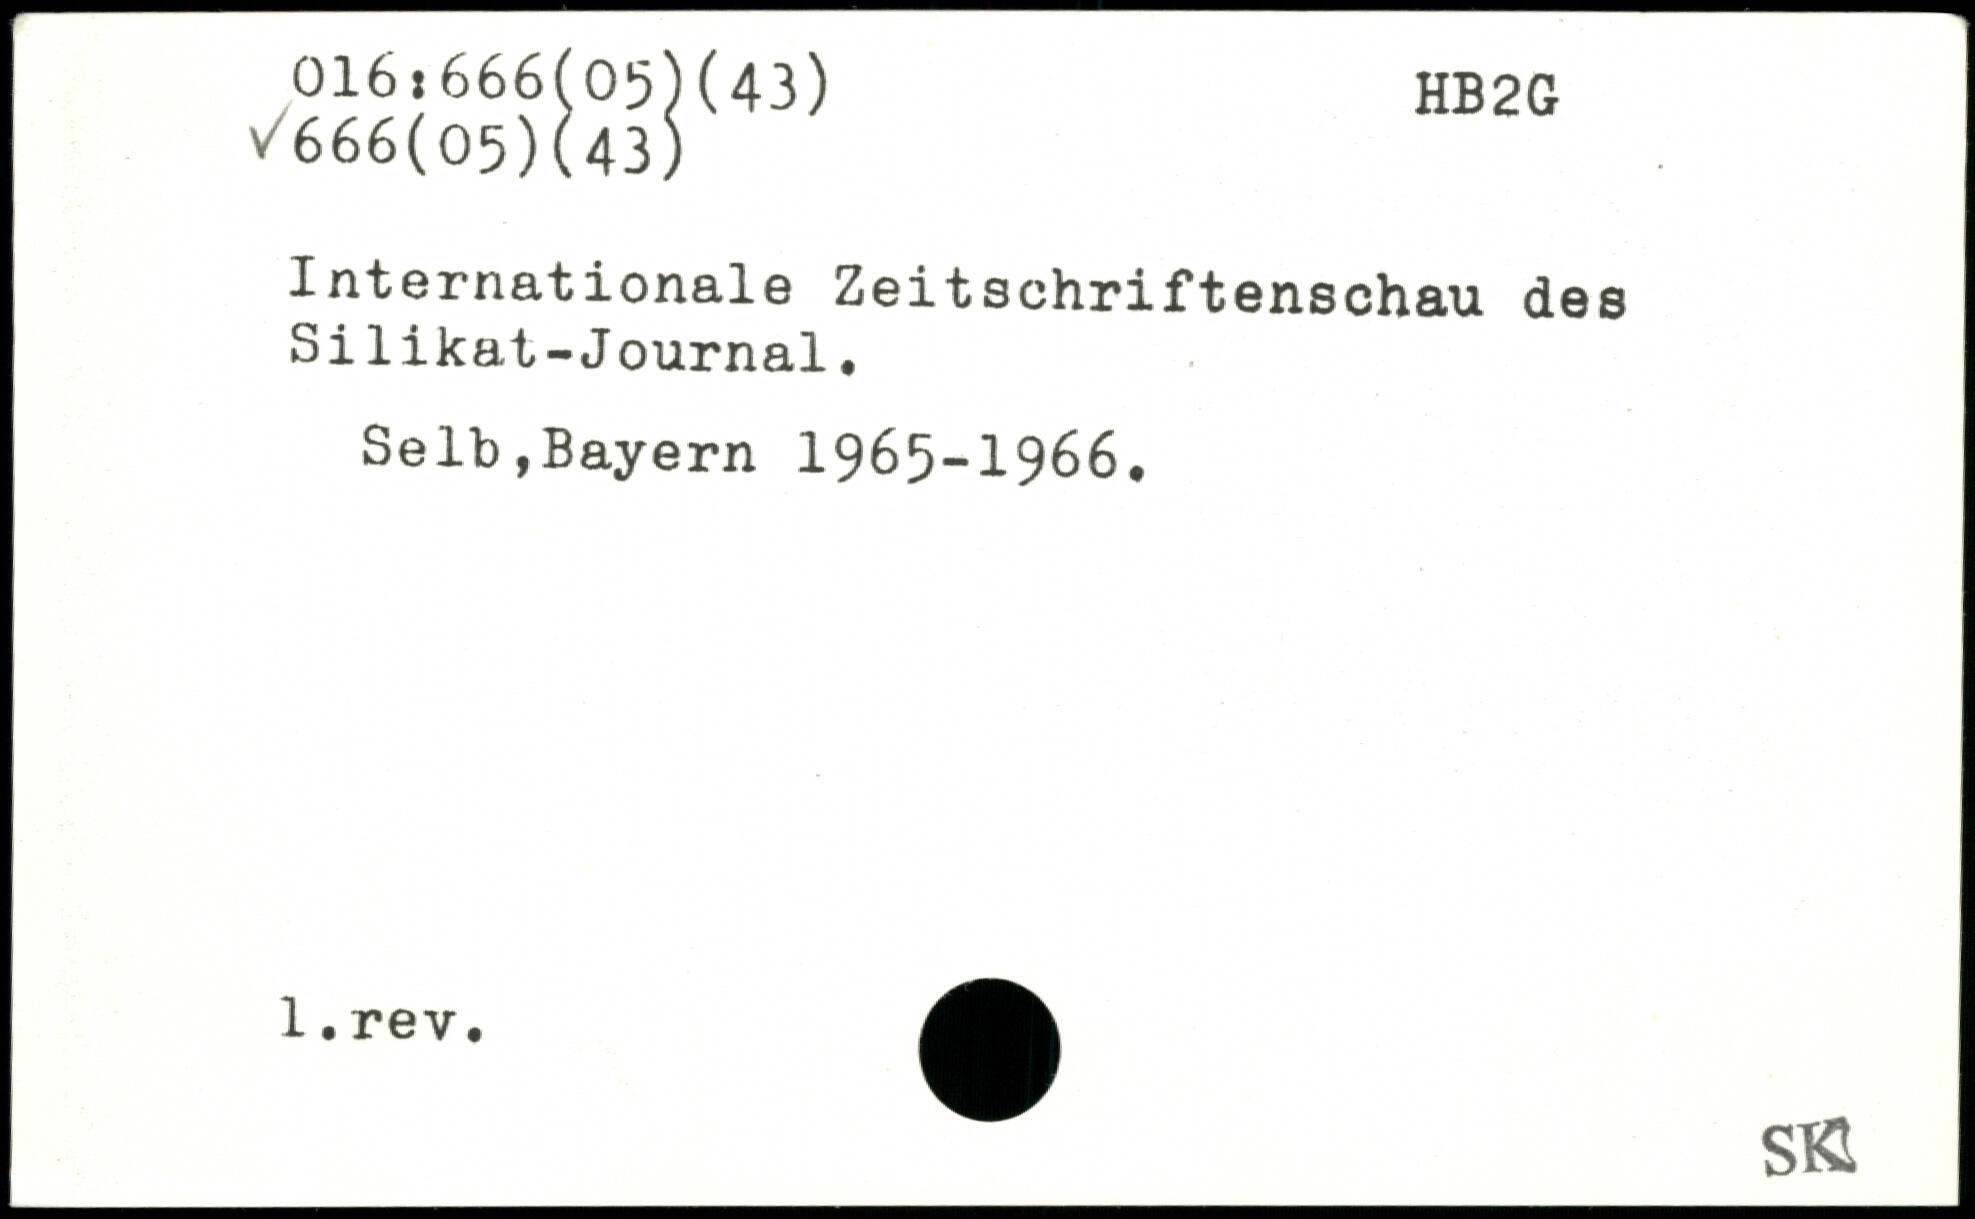 016:666(05)(43) HB2G
✓666(05)(43)
Internationale Zeitschriftenschau des
Silikat-Journal.
Selb,Bayern 1965-1966.
1.rev.
SK